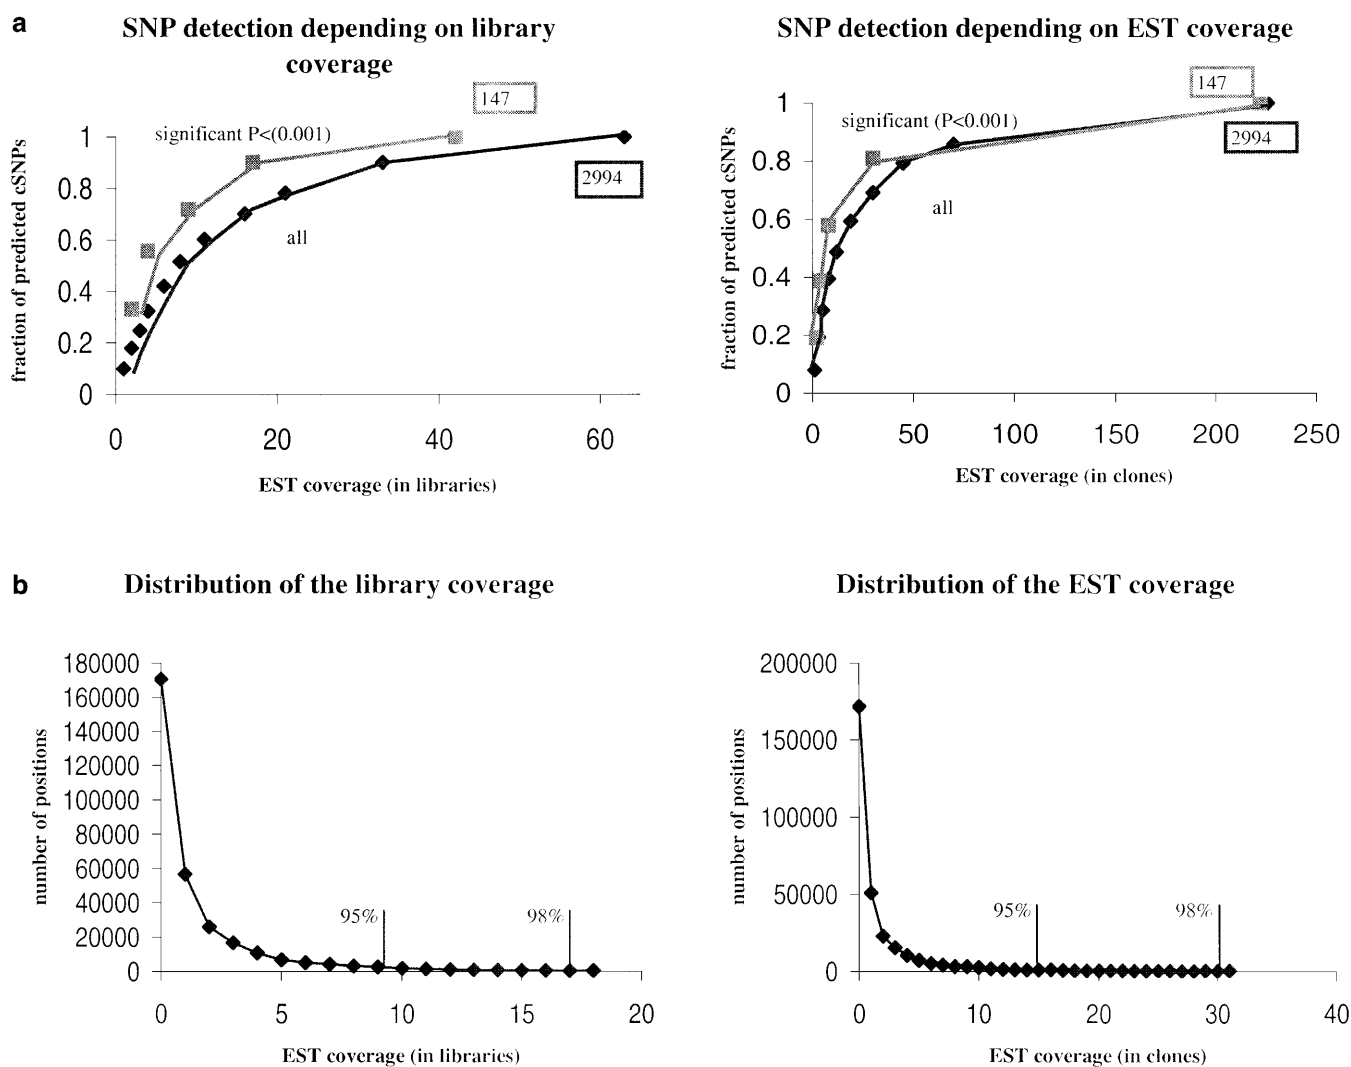 a
SNP detection depending on library
coverage
147
significant P<(0.001)
2994
all
fraction of predicted cSNPs
1
0.8
0.6
0.4
0.2
0
0 20 40 60
EST coverage (in libraries)
SNP detection depending on EST coverage
147
significant (P<0.001)
2994
all
fraction of predicted cSNPs
1
0.8
0.6
0.4
0.2
0
0 50 100 150 200 250
EST coverage (in clones)
b
Distribution of the library coverage
number of positions
180000
160000
140000
120000
100000
80000
60000
40000
20000
0
95%
98%
0 5 10 15 20
EST coverage (in libraries)
Distribution of the EST coverage
number of positions
200000
150000
100000
50000
0
95%
98%
0 10 20 30 40
EST coverage (in clones)